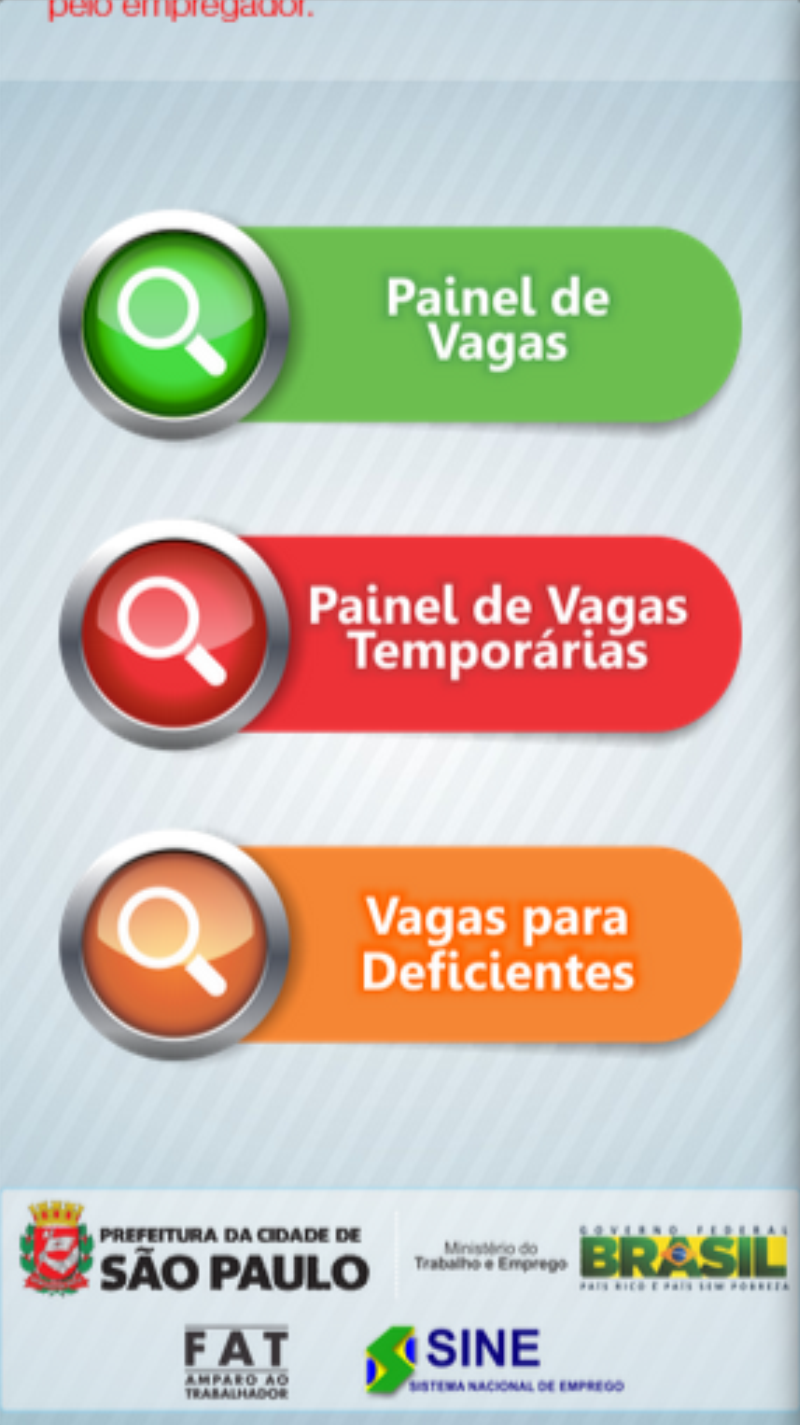 pelo empregador.
Painel de
Vagas
Painel de Vagas
Temporárias
Vagas para
Deficientes
PREFEITURA DA CIDADE DE
SÃO PAULO
Ministério do
Trabalho e Emprego
GOVERNO FEDERAL
BRASIL
PAÍS RICO É PAÍS SEM POBREZA
FAT
AMPARO AO
TRABALHADOR
SINE
SISTEMA NACIONAL DE EMPREGO